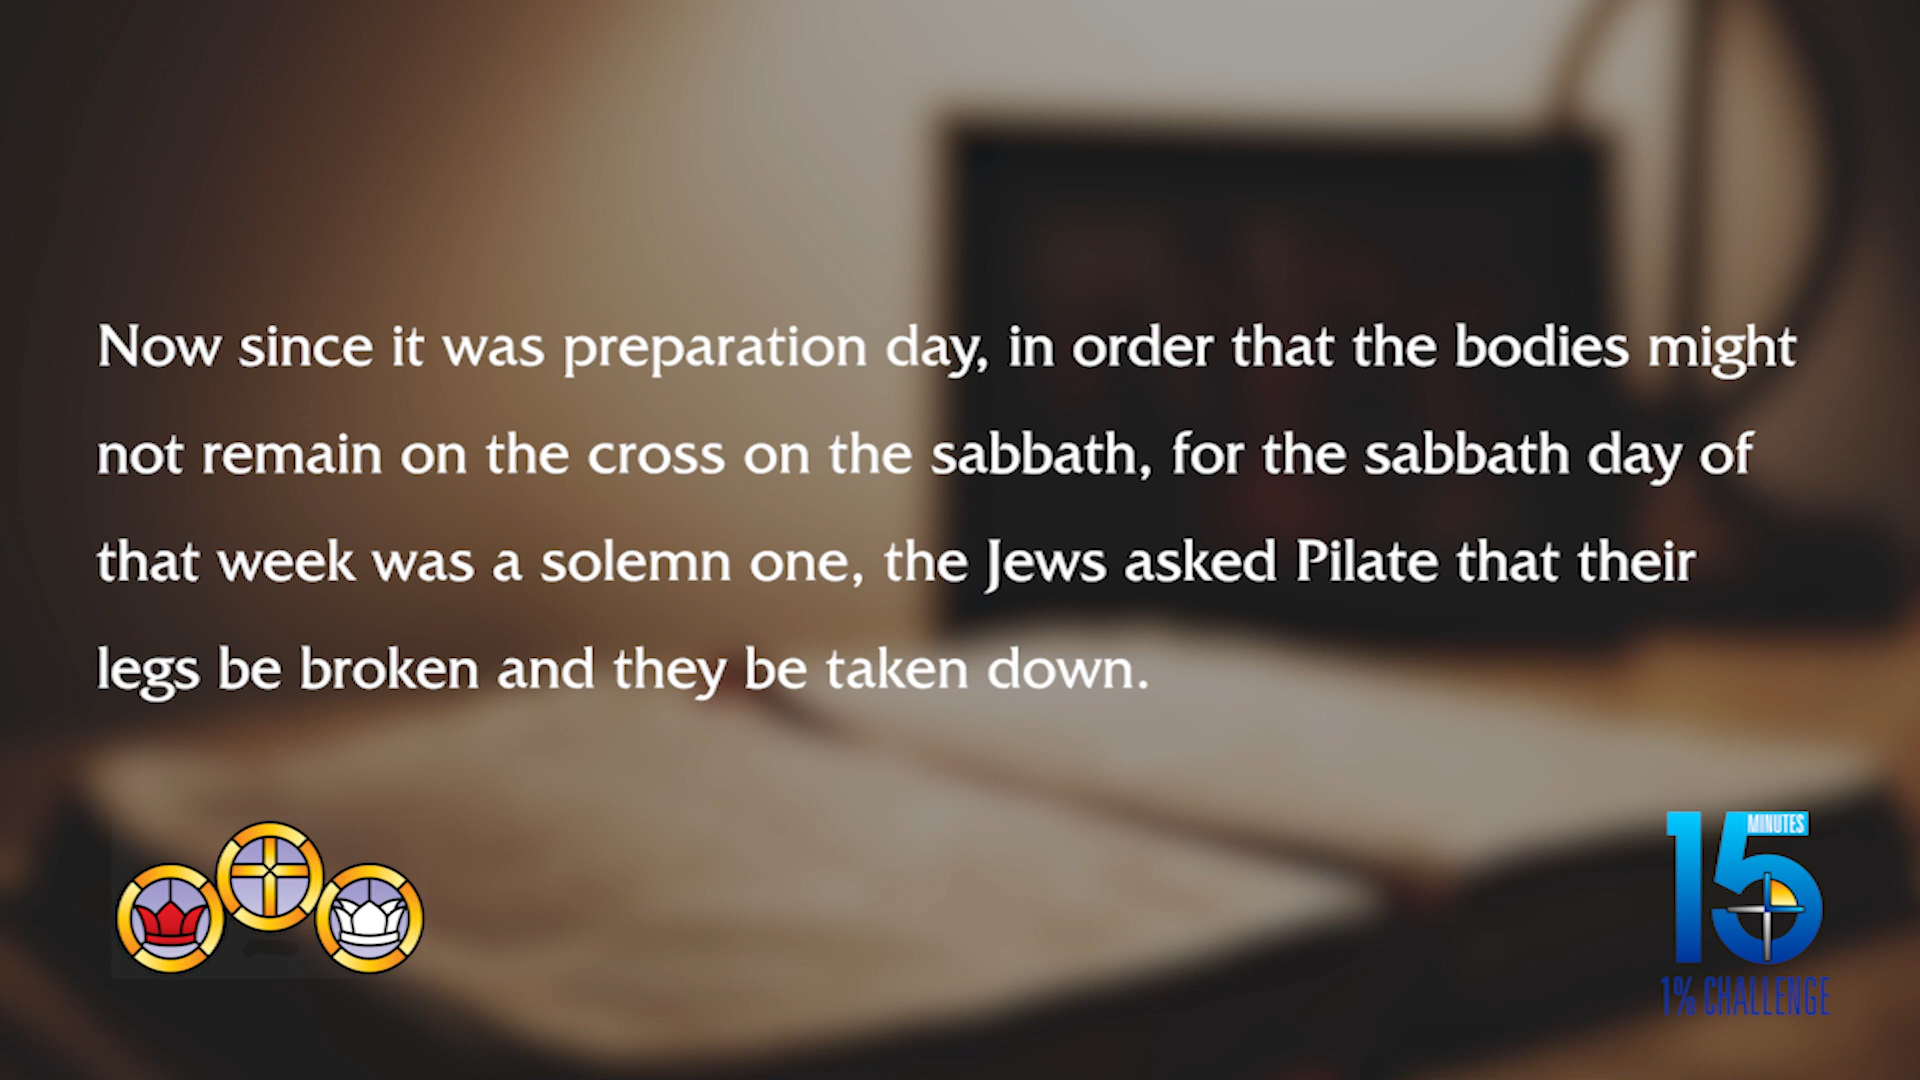 Now since it was preparation day, in order that the bodies might
not remain on the cross on the sabbath, for the sabbath day of
that week was a solemn one, the Jews asked Pilate that their
legs be broken and they be taken down.
15 MINUTES
1% CHALLENGE